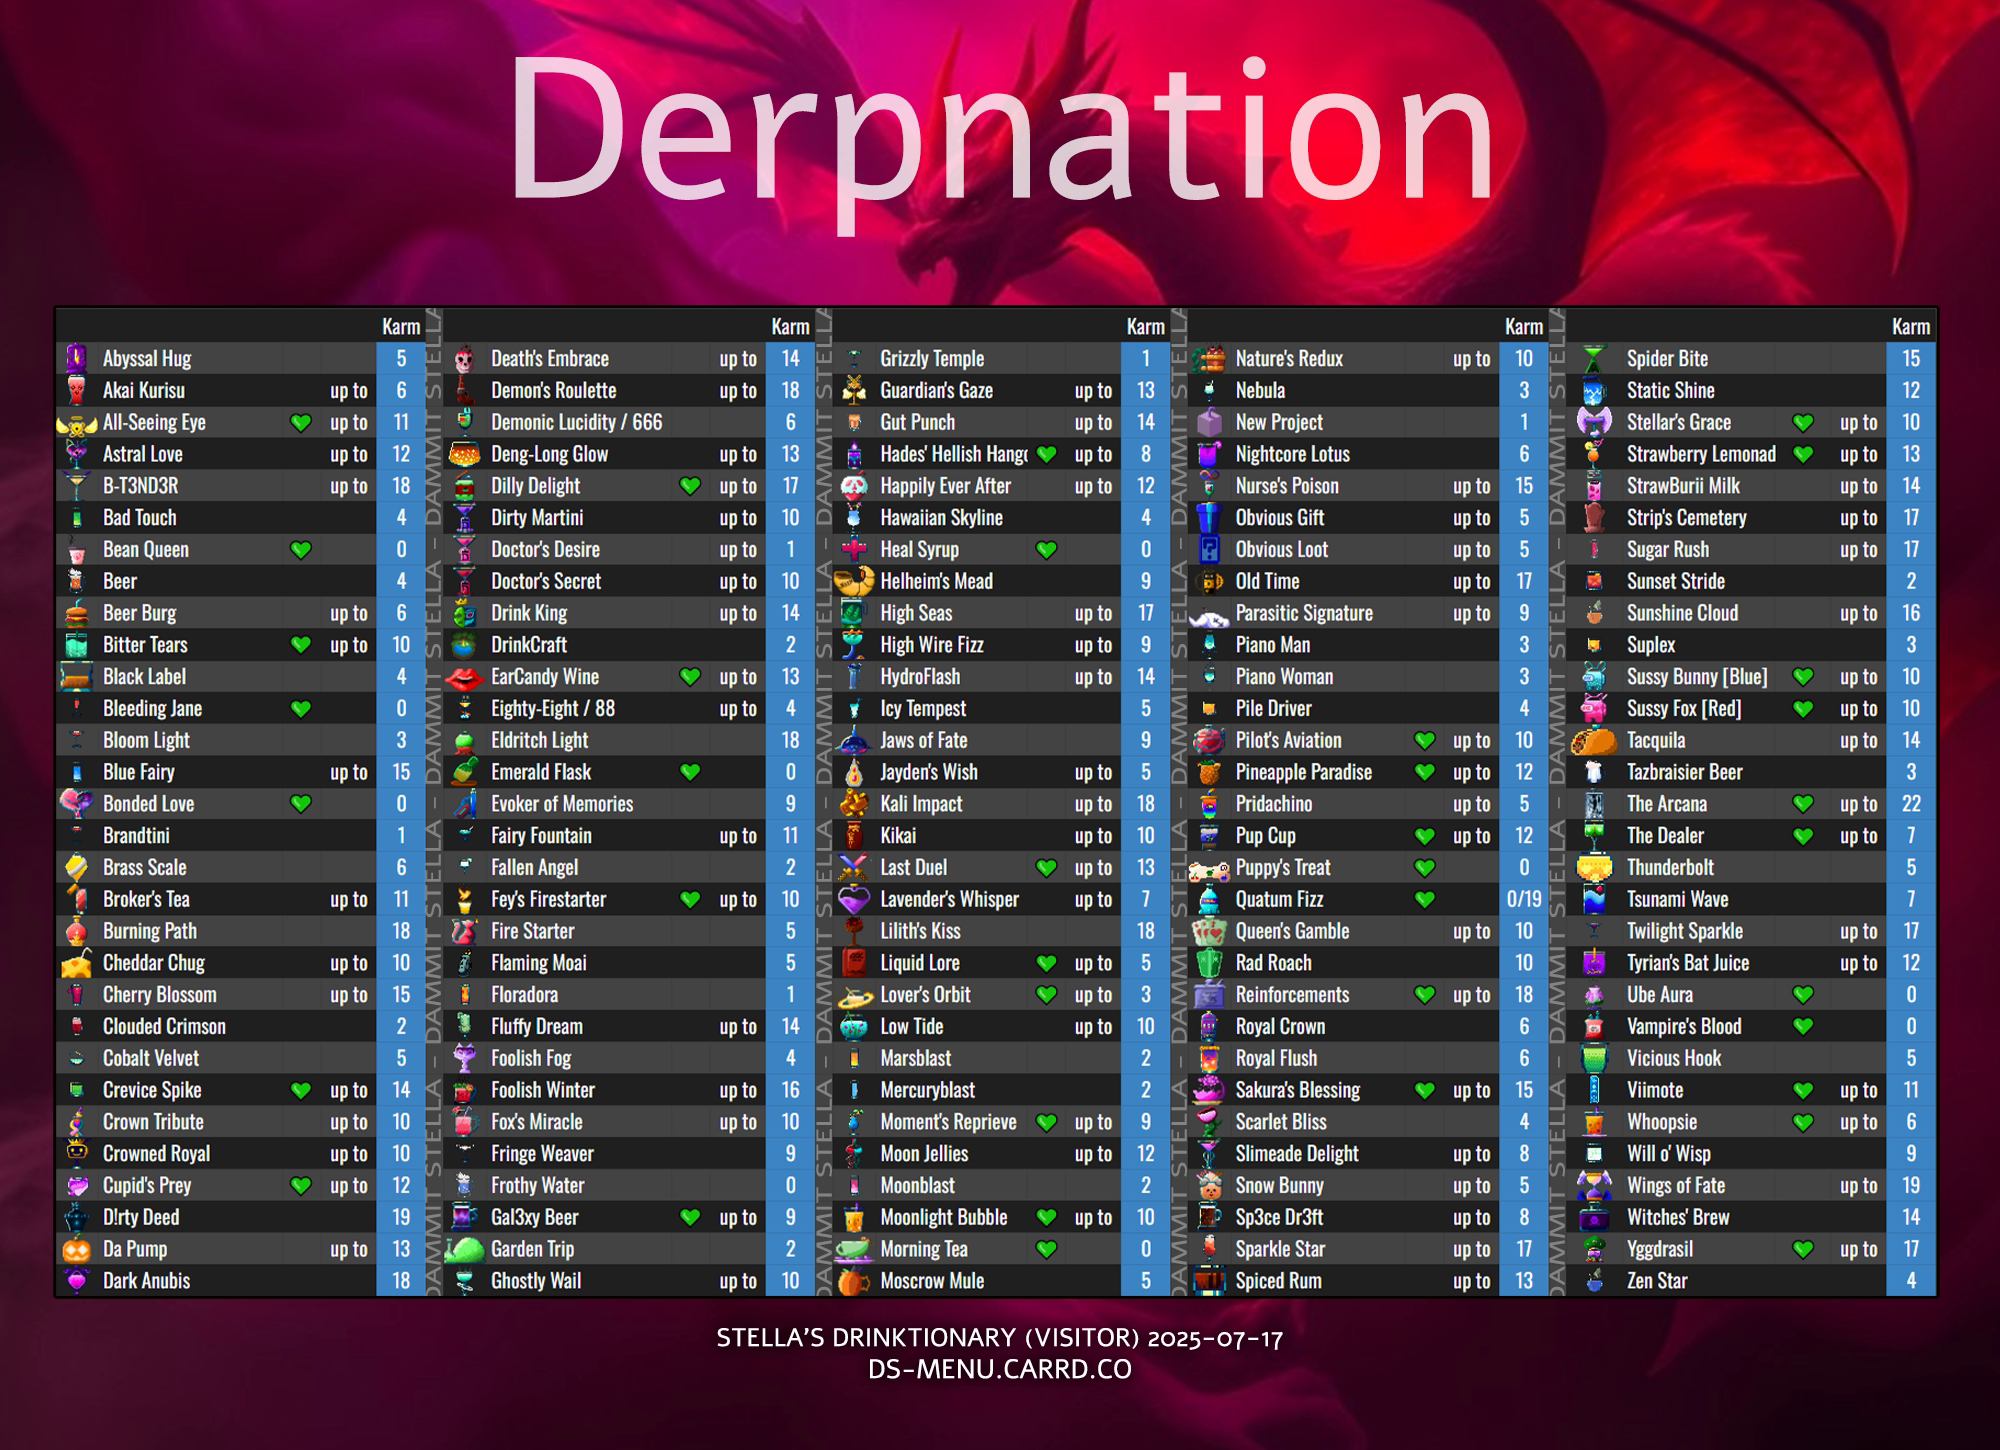 Derpnation
Karm
Abyssal Hug 5
Akai Kurisu up to 6
All-Seeing Eye up to 11
Astral Love up to 12
B-T3ND3R up to 18
Bad Touch 4
Bean Queen 0
Beer 4
Beer Burg up to 6
Bitter Tears up to 10
Black Label 4
Bleeding Jane 0
Bloom Light 3
Blue Fairy up to 15
Bonded Love 0
Brandtini 1
Brass Scale 6
Broker's Tea up to 11
Burning Path 18
Cheddar Chug up to 10
Cherry Blossom up to 15
Clouded Crimson 2
Cobalt Velvet 5
Crevice Spike up to 14
Crown Tribute up to 10
Crowned Royal up to 10
Cupid's Prey up to 12
D!rty Deed 19
Da Pump up to 13
Dark Anubis 18
DAMMIT STELLA - DAMMIT STELLA - DAMMIT STELLA
Karm
Death's Embrace up to 14
Demon's Roulette up to 18
Demonic Lucidity / 666 6
Deng-Long Glow up to 13
Dilly Delight up to 17
Dirty Martini up to 10
Doctor's Desire up to 1
Doctor's Secret up to 10
Drink King up to 14
DrinkCraft 2
EarCandy Wine up to 13
Eighty-Eight / 88 up to 4
Eldritch Light 18
Emerald Flask 0
Evoker of Memories 9
Fairy Fountain up to 11
Fallen Angel 2
Fey's Firestarter up to 10
Fire Starter 5
Flaming Moai 5
Floradora 1
Fluffy Dream up to 14
Foolish Fog 4
Foolish Winter up to 16
Fox's Miracle up to 10
Fringe Weaver 9
Frothy Water 0
Gal3xy Beer up to 9
Garden Trip 2
Ghostly Wail up to 10
DAMMIT STELLA - DAMMIT STELLA - DAMMIT STELLA
Karm
Grizzly Temple 1
Guardian's Gaze up to 13
Gut Punch up to 14
Hades' Hellish Hango up to 8
Happily Ever After up to 12
Hawaiian Skyline 4
Heal Syrup 0
Helheim's Mead 9
High Seas up to 17
High Wire Fizz up to 9
HydroFlash up to 14
Icy Tempest 5
Jaws of Fate 9
Jayden's Wish up to 5
Kali Impact up to 18
Kikai up to 10
Last Duel up to 13
Lavender's Whisper up to 7
Lilith's Kiss 18
Liquid Lore up to 5
Lover's Orbit up to 3
Low Tide up to 10
Marsblast 2
Mercuryblast 2
Moment's Reprieve up to 9
Moon Jellies up to 12
Moonblast 2
Moonlight Bubble up to 10
Morning Tea 0
Moscrow Mule 5
DAMMIT STELLA - DAMMIT STELLA - DAMMIT STELLA
Karm
Nature's Redux up to 10
Nebula 3
New Project 1
Nightcore Lotus 6
Nurse's Poison up to 15
Obvious Gift up to 5
Obvious Loot up to 5
Old Time up to 17
Parasitic Signature up to 9
Piano Man 3
Piano Woman 3
Pile Driver 4
Pilot's Aviation up to 10
Pineapple Paradise up to 12
Pridachino up to 5
Pup Cup up to 12
Puppy's Treat 0
Quatum Fizz 0/19
Queen's Gamble up to 10
Rad Roach 10
Reinforcements up to 18
Royal Crown 6
Royal Flush 6
Sakura's Blessing up to 15
Scarlet Bliss 4
Slimeade Delight up to 8
Snow Bunny up to 5
Sp3ce Dr3ft up to 8
Sparkle Star up to 17
Spiced Rum up to 13
DAMMIT STELLA - DAMMIT STELLA - DAMMIT STELLA
Karm
Spider Bite 15
Static Shine 12
Stellar's Grace up to 10
Strawberry Lemonad up to 13
StrawBurii Milk up to 14
Strip's Cemetery up to 17
Sugar Rush up to 17
Sunset Stride 2
Sunshine Cloud up to 16
Suplex 3
Sussy Bunny [Blue] up to 10
Sussy Fox [Red] up to 10
Tacquila up to 14
Tazbraisier Beer 3
The Arcana up to 22
The Dealer up to 7
Thunderbolt 5
Tsunami Wave 7
Twilight Sparkle up to 17
Tyrian's Bat Juice up to 12
Ube Aura 0
Vampire's Blood 0
Vicious Hook 5
Viimote up to 11
Whoopsie up to 6
Will o' Wisp 9
Wings of Fate up to 19
Witches' Brew 14
Yggdrasil up to 17
Zen Star 4
STELLA'S DRINKTIONARY (VISITOR) 2025-07-17
DS-MENU.CARRD.CO